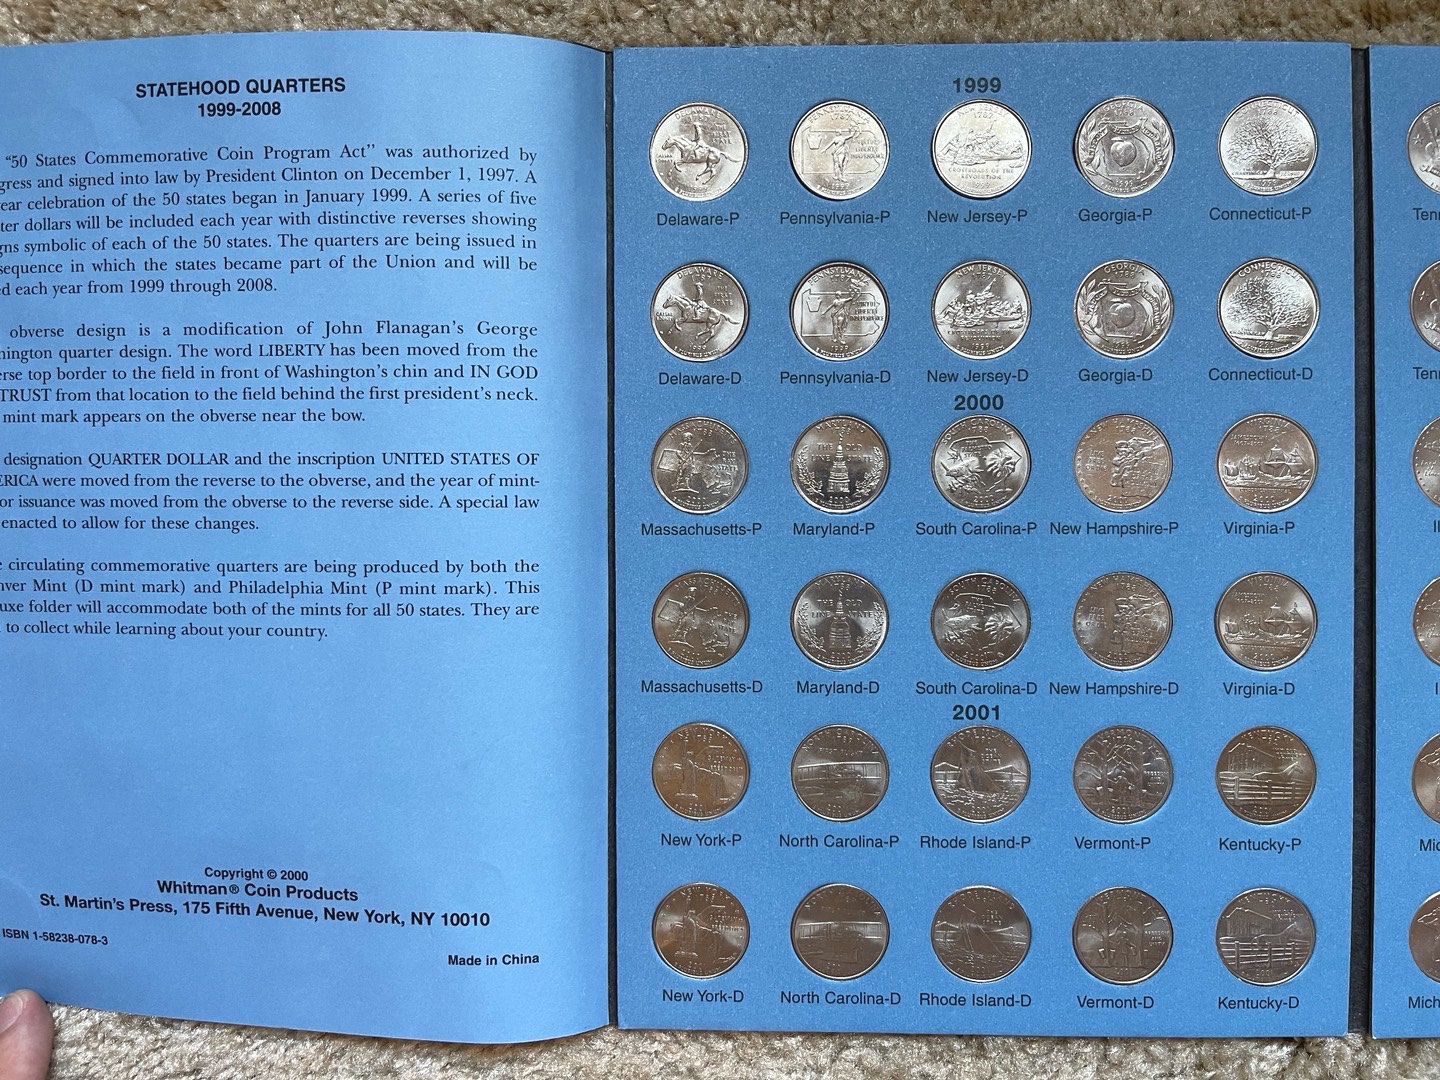 STATEHOOD QUARTERS
1999-2008
"50 States Commemorative Coin Program Act" was authorized by
gress and signed into law by President Clinton on December 1, 1997. A
ear celebration of the 50 states began in January 1999. A series of five
ter dollars will be included each year with distinctive reverses showing
gns symbolic of each of the 50 states. The quarters are being issued in
sequence in which the states became part of the Union and will be
d each year from 1999 through 2008.
obverse design is a modification of John Flanagan's George
hington quarter design. The word LIBERTY has been moved from the
erse top border to the field in front of Washington's chin and IN GOD
TRUST from that location to the field behind the first president's neck.
mint mark appears on the obverse near the bow.
designation QUARTER DOLLAR and the inscription UNITED STATES OF
ERICA were moved from the reverse to the obverse, and the year of mint-
or issuance was moved from the obverse to the reverse side. A special law
enacted to allow for these changes.
e circulating commemorative quarters are being produced by both the
nver Mint (D mint mark) and Philadelphia Mint (P mint mark). This
uxe folder will accommodate both of the mints for all 50 states. They are
to collect while learning about your country.
Copyright © 2000
Whitman® Coin Products
St. Martin's Press, 175 Fifth Avenue, New York, NY 10010
ISBN 1-58238-078-3
Made in China
1999
Delaware-P Pennsylvania-P New Jersey-P Georgia-P Connecticut-P Tenn
Delaware-D Pennsylvania-D New Jersey-D Georgia-D Connecticut-D Tenn
2000
Massachusetts-P Maryland-P South Carolina-P New Hampshire-P Virginia-P Il
Massachusetts-D Maryland-D South Carolina-D New Hampshire-D Virginia-D I
2001
New York-P North Carolina-P Rhode Island-P Vermont-P Kentucky-P Mic
New York-D North Carolina-D Rhode Island-D Vermont-D Kentucky-D Mich